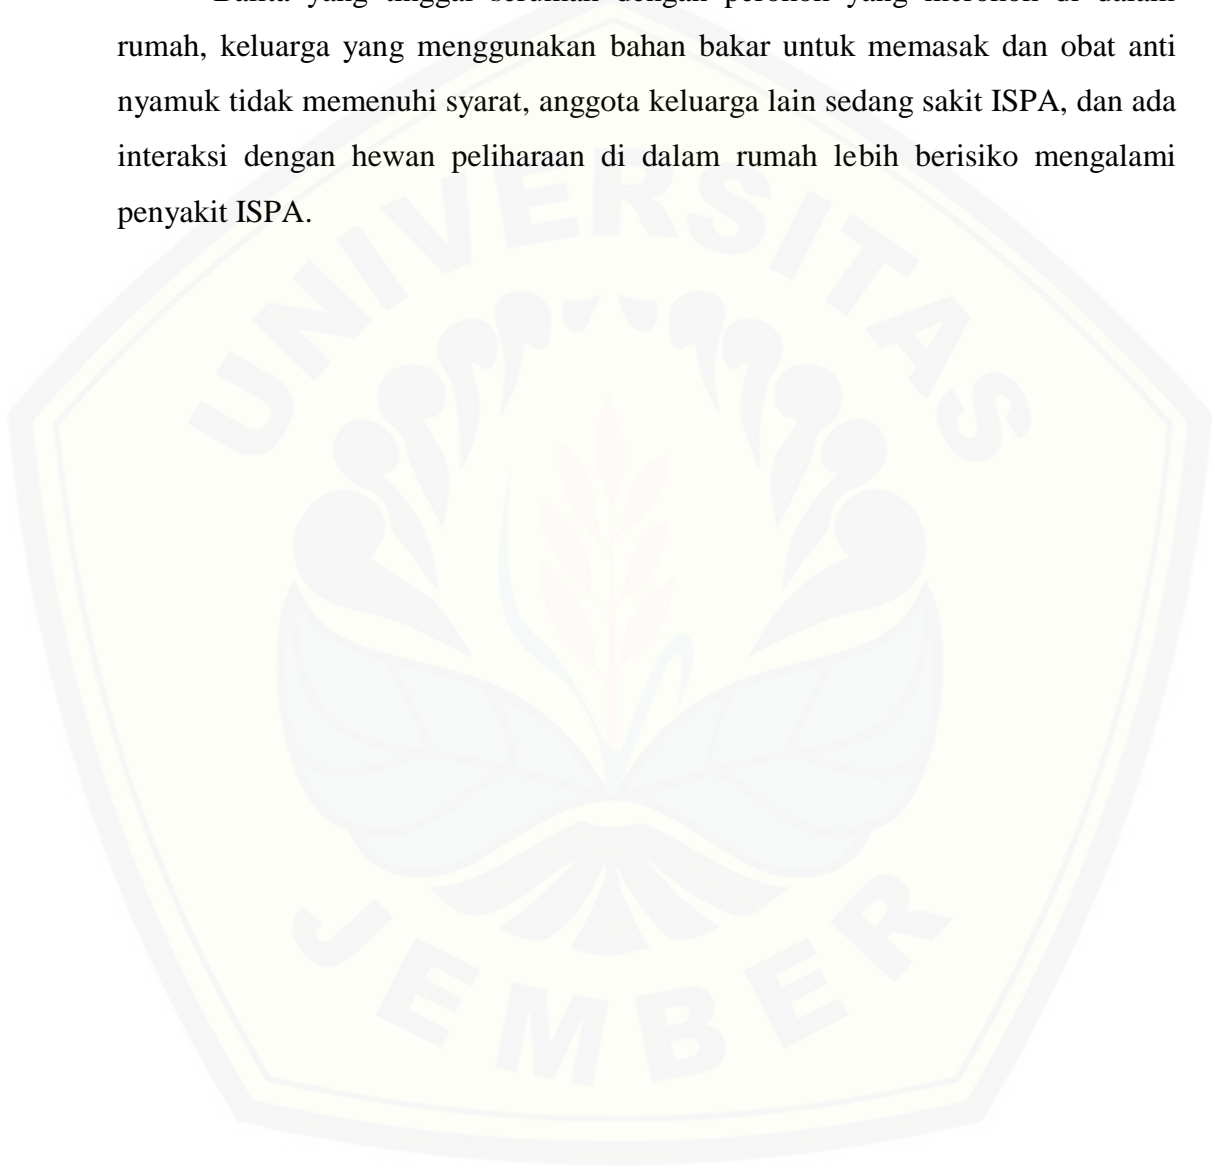 Balita yang tinggal serumah dengan perokok yang merokok di dalam
rumah, keluarga yang menggunakan bahan bakar untuk memasak dan obat anti
nyamuk tidak memenuhi syarat, anggota keluarga lain sedang sakit ISPA, dan ada
interaksi dengan hewan peliharaan di dalam rumah lebih berisiko mengalami
penyakit ISPA.
UNIVERSITAS
JEMBER